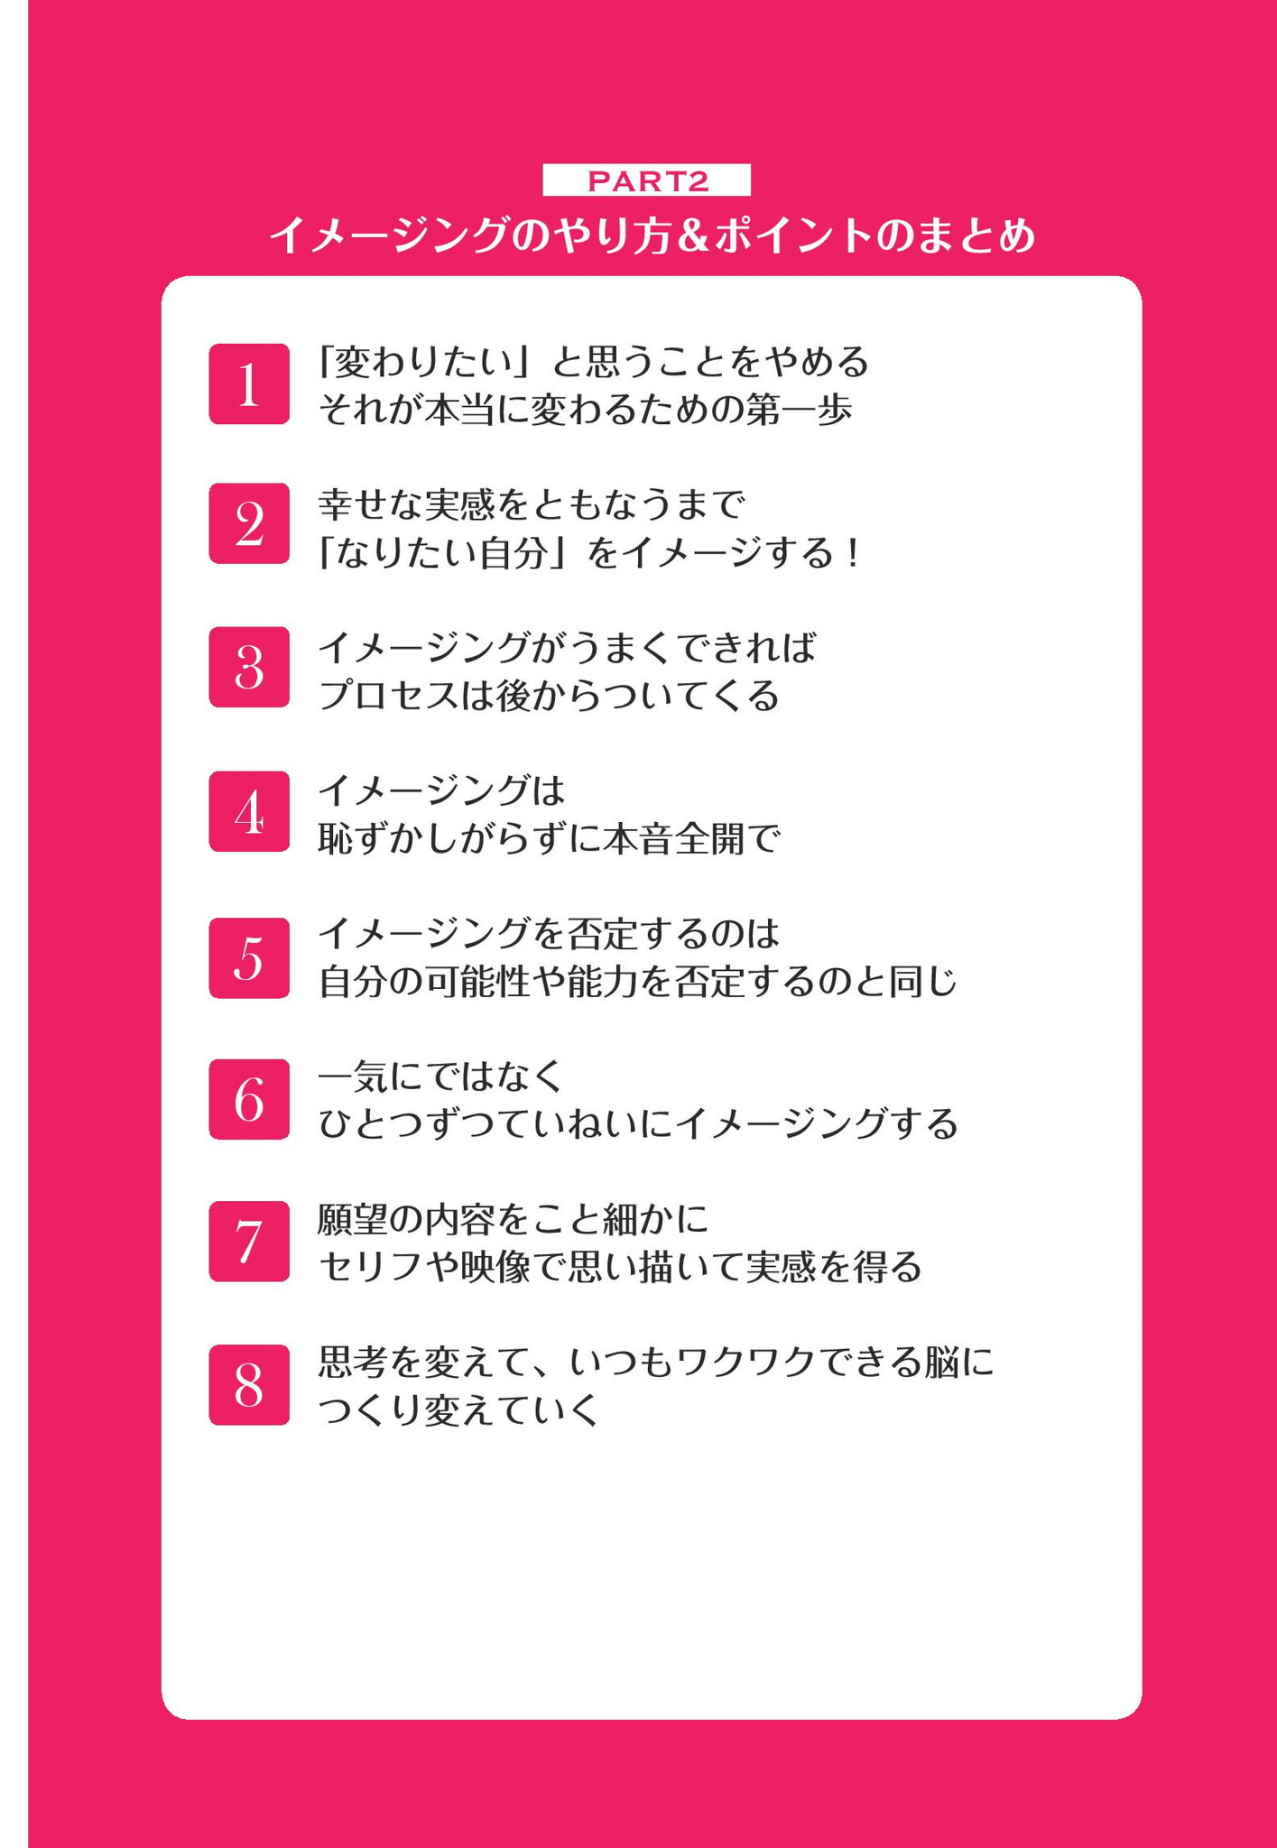 PART2
イメージングのやり方＆ポイントのまとめ
1
「変わりたい」と思うことをやめる
それが本当に変わるための第一歩
2
幸せな実感をともなうまで
「なりたい自分」をイメージする！
3
イメージングがうまくできれば
プロセスは後からついてくる
4
イメージングは
恥ずかしがらずに本音全開で
5
イメージングを否定するのは
自分の可能性や能力を否定するのと同じ
6
一気にではなく
ひとつずつていねいにイメージングする
7
願望の内容をこと細かに
セリフや映像で思い描いて実感を得る
8
思考を変えて、いつもワクワクできる脳に
つくり変えていく